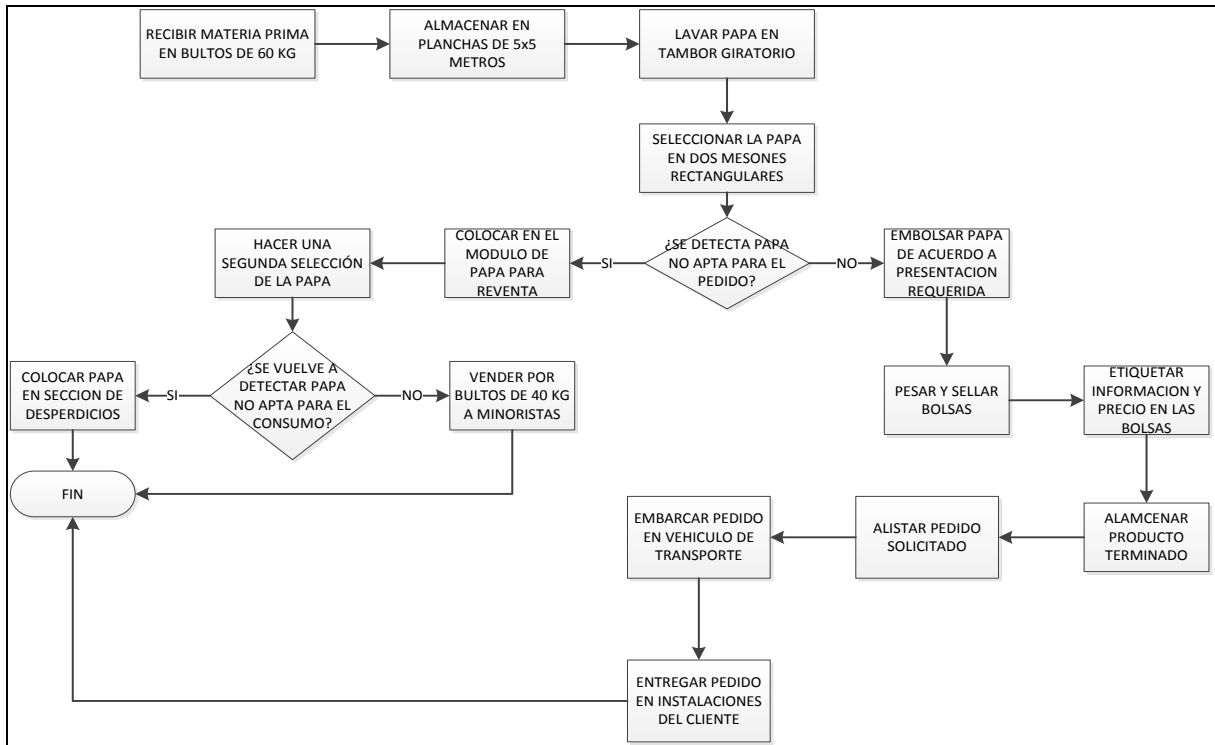 RECIBIR MATERIA PRIMA
EN BULTOS DE 60 KG
ALMACENAR EN
PLANCHAS DE 5x5
METROS
LAVAR PAPA EN
TAMBOR GIRATORIO
SELECCIONAR LA PAPA
EN DOS MESONES
RECTANGULARES
¿SE DETECTA PAPA
NO APTA PARA EL
PEDIDO?
SI
NO
COLOCAR EN EL
MODULO DE
PAPA PARA
REVENTA
HACER UNA
SEGUNDA SELECCIÓN
DE LA PAPA
EMBOLSAR PAPA
DE ACUERDO A
PRESENTACION
REQUERIDA
¿SE VUELVE A
DETECTAR PAPA
NO APTA PARA EL
CONSUMO?
SI
NO
COLOCAR PAPA
EN SECCION DE
DESPERDICIOS
VENDER POR
BULTOS DE 40 KG
A MINORISTAS
PESAR Y SELLAR
BOLSAS
ETIQUETAR
INFORMACION Y
PRECIO EN LAS
BOLSAS
FIN
EMBARCAR PEDIDO
EN VEHICULO DE
TRANSPORTE
ALISTAR PEDIDO
SOLICITADO
ALAMCENAR
PRODUCTO
TERMINADO
ENTREGAR PEDIDO
EN INSTALACIONES
DEL CLIENTE